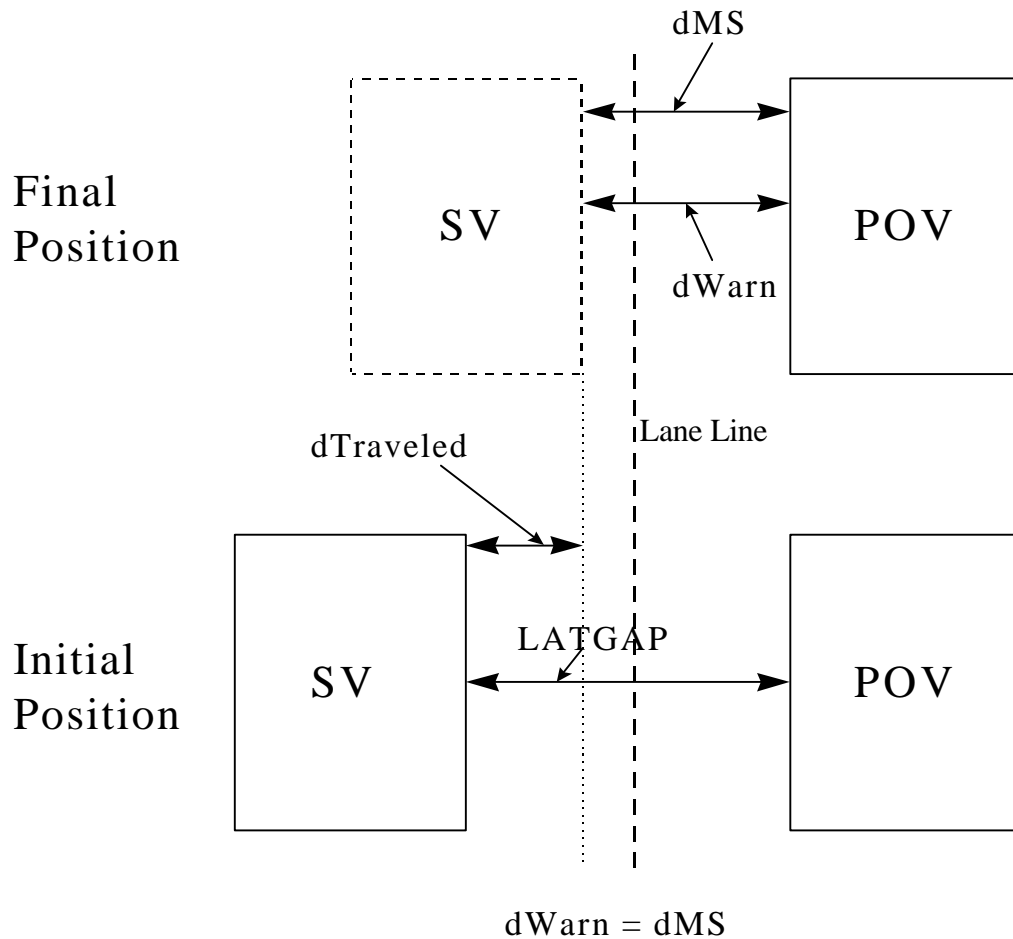 dMS
Final
Position
SV
POV
dWarn
Lane Line
dTraveled
LATGAP
Initial
Position
SV
POV
dWarn = dMS